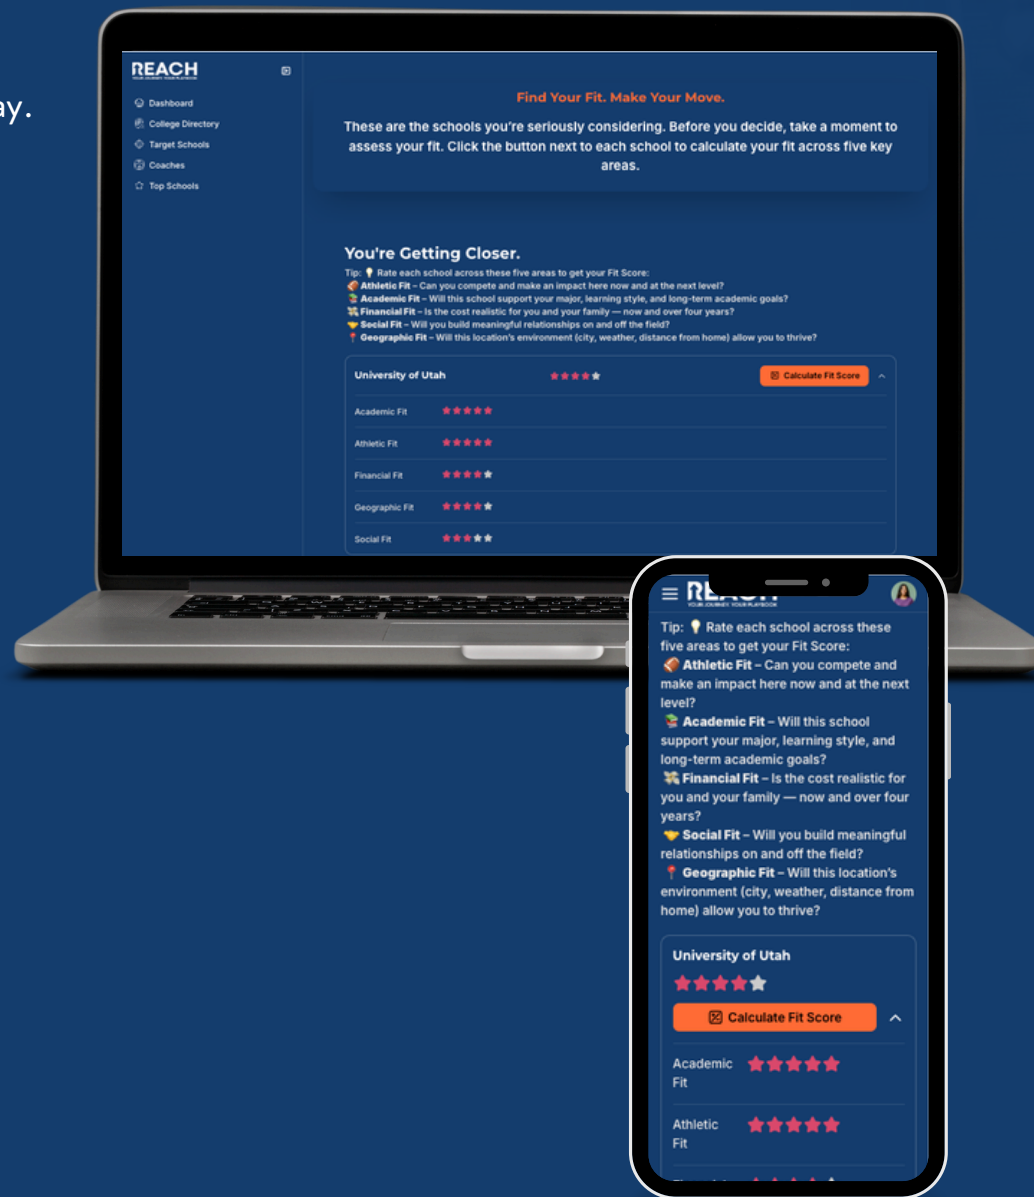 ay.
REACH
YOUR JOURNEY. YOUR PLAYBOOK
Dashboard
College Directory
Target Schools
Coaches
Top Schools
Find Your Fit. Make Your Move.
These are the schools you're seriously considering. Before you decide, take a moment to
assess your fit. Click the button next to each school to calculate your fit across five key
areas.
You're Getting Closer.
Tip: 💡 Rate each school across these five areas to get your Fit Score:
🏈 Athletic Fit – Can you compete and make an impact here now and at the next level?
📚 Academic Fit – Will this school support your major, learning style, and long-term academic goals?
💸 Financial Fit – Is the cost realistic for you and your family — now and over four years?
🤝 Social Fit – Will you build meaningful relationships on and off the field?
📍 Geographic Fit – Will this location's environment (city, weather, distance from home) allow you to thrive?
University of Utah
Calculate Fit Score
Academic Fit
Athletic Fit
Financial Fit
Geographic Fit
Social Fit
REACH
YOUR JOURNEY. YOUR PLAYBOOK
Tip: 💡 Rate each school across these
five areas to get your Fit Score:
🏈 Athletic Fit – Can you compete and
make an impact here now and at the next
level?
📚 Academic Fit – Will this school
support your major, learning style, and
long-term academic goals?
💸 Financial Fit – Is the cost realistic for
you and your family — now and over four
years?
🤝 Social Fit – Will you build meaningful
relationships on and off the field?
📍 Geographic Fit – Will this location's
environment (city, weather, distance from
home) allow you to thrive?
University of Utah
Calculate Fit Score
Academic
Fit
Athletic
Fit